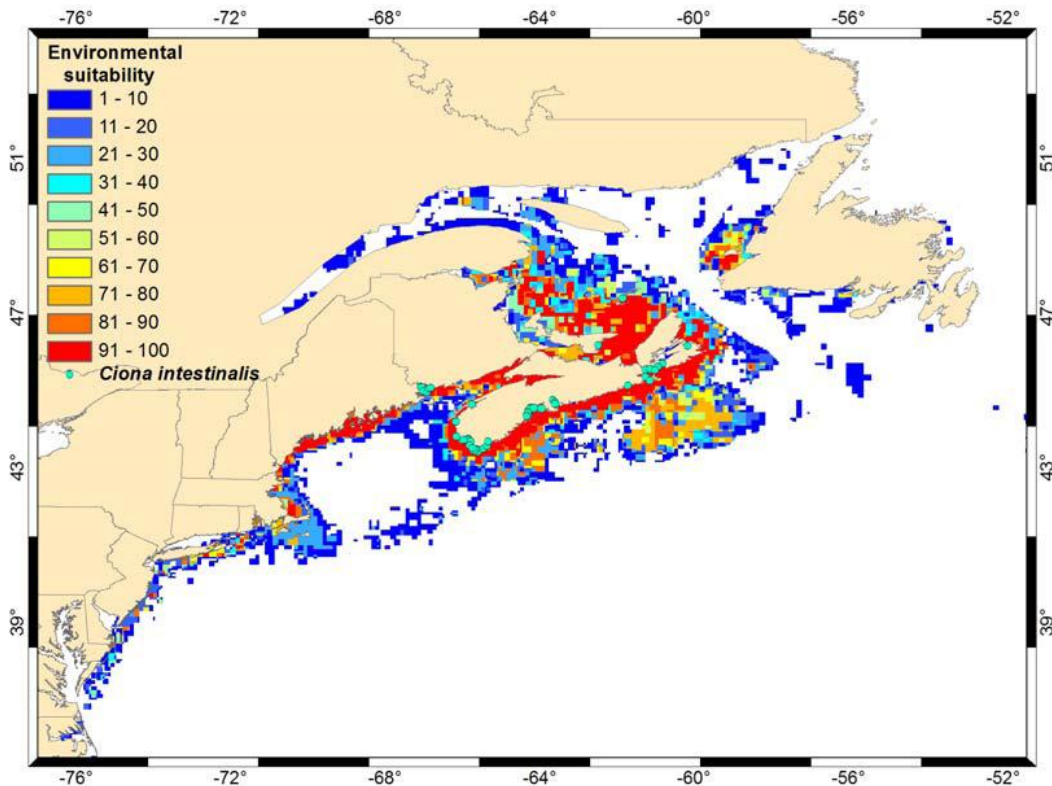 -76° -72° -68° -64° -60° -56° -52°
Environmental
suitability
1 - 10
11 - 20
21 - 30
31 - 40
41 - 50
51 - 60
61 - 70
71 - 80
81 - 90
91 - 100
Ciona intestinalis
51° 51°
47° 47°
43° 43°
39° 39°
-76° -72° -68° -64° -60° -56° -52°